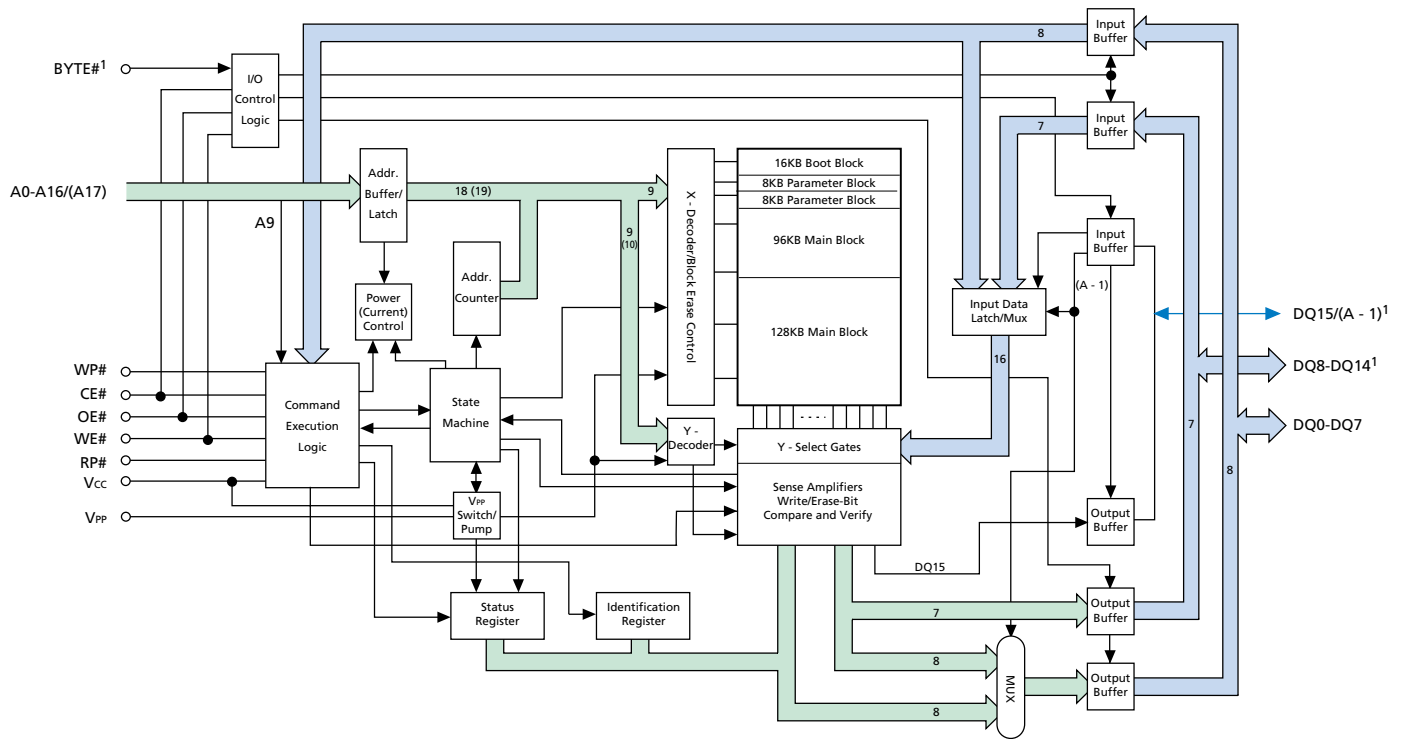 BYTE#1
I/O
Control
Logic
8
Input
Buffer
7
Input
Buffer
A0-A16/(A17)
A9
Addr.
Buffer/
Latch
18 (19)
9
9
(10)
X - Decoder/Block Erase Control
16KB Boot Block
8KB Parameter Block
8KB Parameter Block
96KB Main Block
128KB Main Block
Input
Buffer
(A - 1)
Addr.
Counter
Power
(Current)
Control
Input Data
Latch/Mux
16
DQ15/(A - 1)1
DQ8-DQ141
DQ0-DQ7
7
8
WP#
CE#
OE#
WE#
RP#
VCC
VPP
Command
Execution
Logic
State
Machine
VPP
Switch/
Pump
Y -
Decoder
- - - -
Y - Select Gates
Sense Amplifiers
Write/Erase-Bit
Compare and Verify
DQ15
Output
Buffer
Status
Register
Identification
Register
7
Output
Buffer
8
8
MUX
Output
Buffer